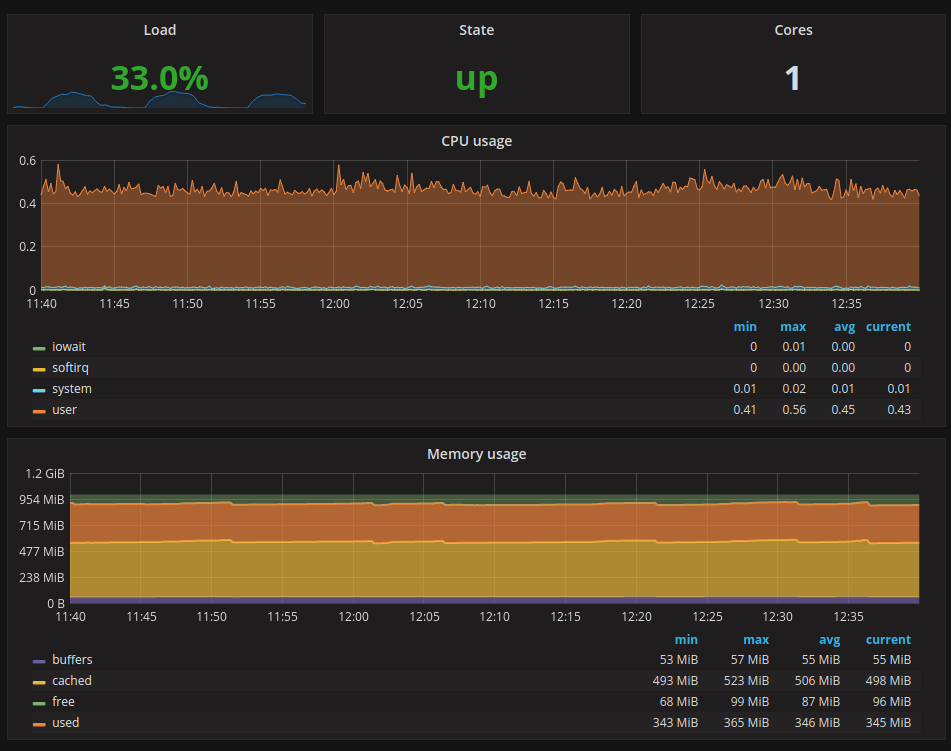 Load State Cores
33.0% up 1
CPU usage
0.6
0.4
0.2
0
11:40 11:45 11:50 11:55 12:00 12:05 12:10 12:15 12:20 12:25 12:30 12:35
min max avg current
iowait 0 0.01 0.00 0
softirq 0 0.00 0.00 0
system 0.01 0.02 0.01 0.01
user 0.41 0.56 0.45 0.43
Memory usage
1.2 GiB
954 MiB
715 MiB
477 MiB
238 MiB
0 B
11:40 11:45 11:50 11:55 12:00 12:05 12:10 12:15 12:20 12:25 12:30 12:35
min max avg current
buffers 53 MiB 57 MiB 55 MiB 55 MiB
cached 493 MiB 523 MiB 506 MiB 498 MiB
free 68 MiB 99 MiB 87 MiB 96 MiB
used 343 MiB 365 MiB 346 MiB 345 MiB